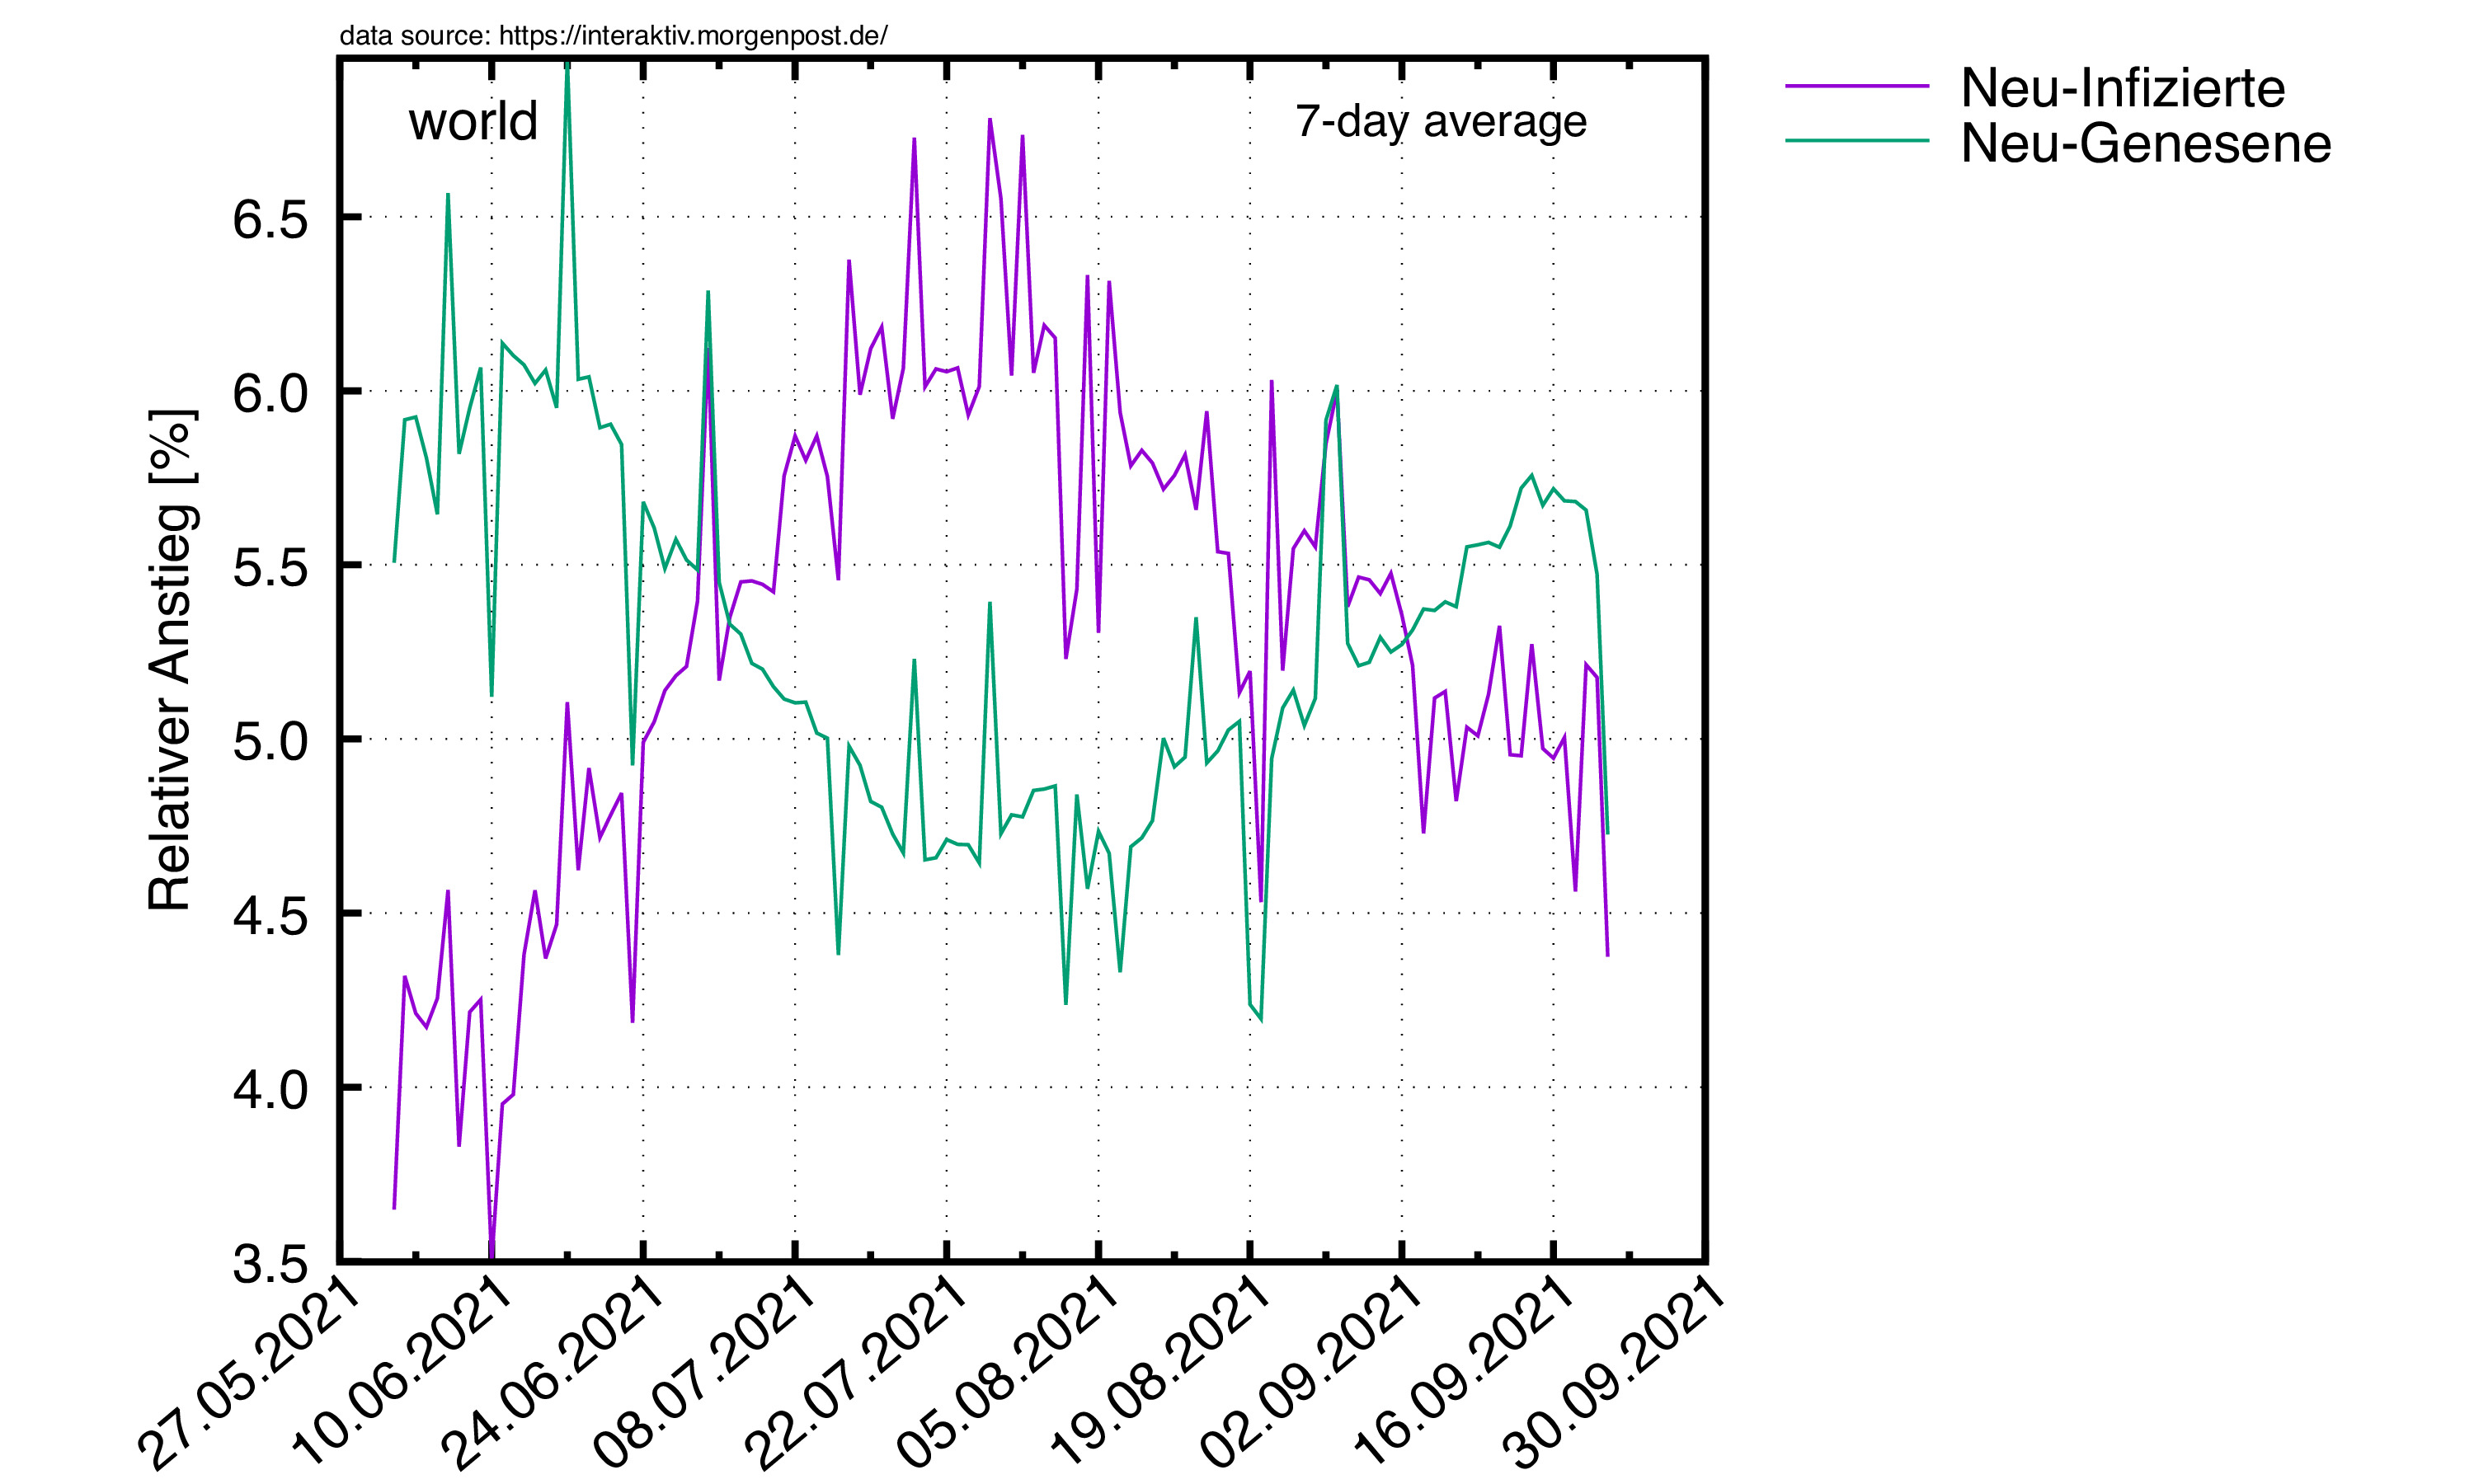 data source: https://interaktiv.morgenpost.de/
world
7-day average
Neu-Infizierte
Neu-Genesene
Relativer Anstieg [%]
6.5
6.0
5.5
5.0
4.5
4.0
3.5
27.05.2021
10.06.2021
24.06.2021
08.07.2021
22.07.2021
05.08.2021
19.08.2021
02.09.2021
16.09.2021
30.09.2021